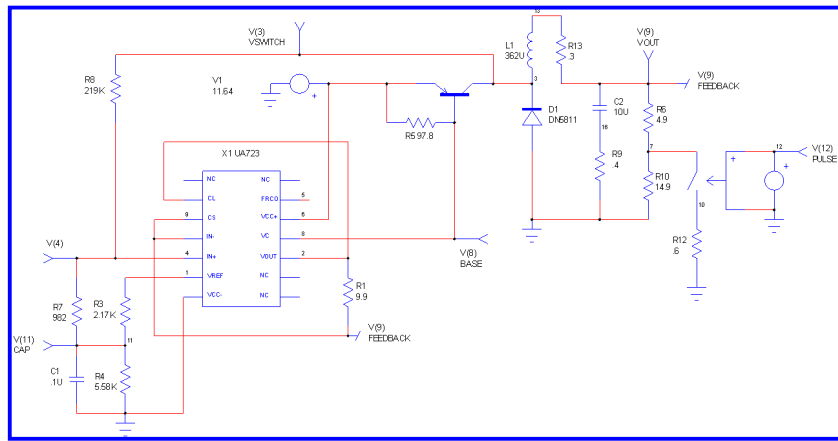 13
V(3)
VSWITCH
V(9)
VOUT
L1
362U
R13
.3
R8
219K
V1
11.64
3
V(9)
FEEDBACK
D1
DN5811
C2
10U
R6
4.9
16
R5 97.8
X1 UA723
7
12
V(12)
PULSE
NC
NC
CL
FRCO
5
R9
.4
R10
14.9
9
CS
VCC+
6
10
IN-
VC
8
V(4)
4
IN+
VOUT
2
V(8)
BASE
R12
.6
1
VREF
NC
R1
9.9
R7
982
R3
2.17K
VCC-
NC
V(9)
FEEDBACK
V(11)
CAP
11
C1
.1U
R4
5.58K